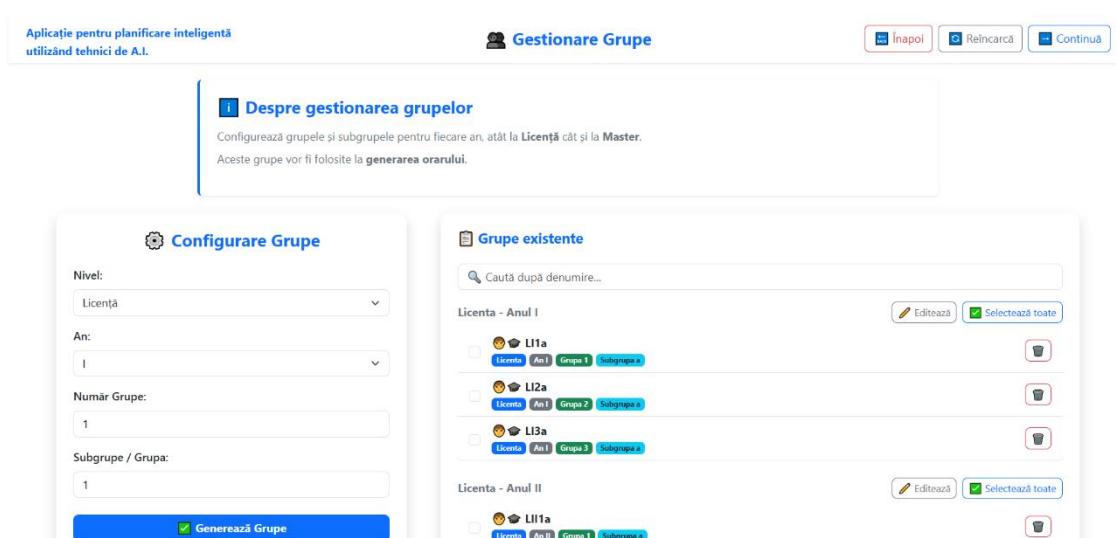 Aplicație pentru planificare inteligentă
utilizând tehnici de A.I.
Gestionare Grupe
Înapoi
Reîncarcă
Continuă
Despre gestionarea grupelor
Configurează grupele și subgrupele pentru fiecare an, atât la Licență cât și la Master.
Aceste grupe vor fi folosite la generarea orarului.
Configurare Grupe
Nivel:
Licență
An:
I
Număr Grupe:
1
Subgrupe / Grupa:
1
Generează Grupe
Grupe existente
Caută după denumire...
Licenta - Anul I
Editează
Selectează toate
LI1a
Licenta An I Grupa 1 Subgrupa a
LI2a
Licenta An I Grupa 2 Subgrupa a
LI3a
Licenta An I Grupa 3 Subgrupa a
Licenta - Anul II
Editează
Selectează toate
LII1a
Licenta An II Grupa 1 Subgrupa a